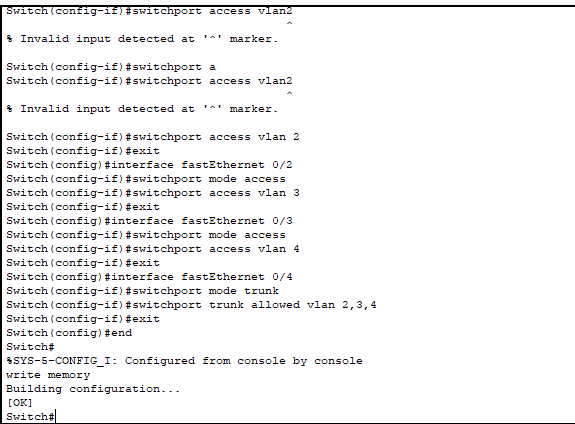 Switch(config-if)#switchport access vlan2
^
% Invalid input detected at '^' marker.
Switch(config-if)#switchport a
Switch(config-if)#switchport access vlan2
^
% Invalid input detected at '^' marker.
Switch(config-if)#switchport access vlan 2
Switch(config-if)#exit
Switch(config)#interface fastEthernet 0/2
Switch(config-if)#switchport mode access
Switch(config-if)#switchport access vlan 3
Switch(config-if)#exit
Switch(config)#interface fastEthernet 0/3
Switch(config-if)#switchport mode access
Switch(config-if)#switchport access vlan 4
Switch(config-if)#exit
Switch(config)#interface fastEthernet 0/4
Switch(config-if)#switchport mode trunk
Switch(config-if)#switchport trunk allowed vlan 2,3,4
Switch(config-if)#exit
Switch(config)#end
Switch#
%SYS-5-CONFIG_I: Configured from console by console
write memory
Building configuration...
[OK]
Switch#